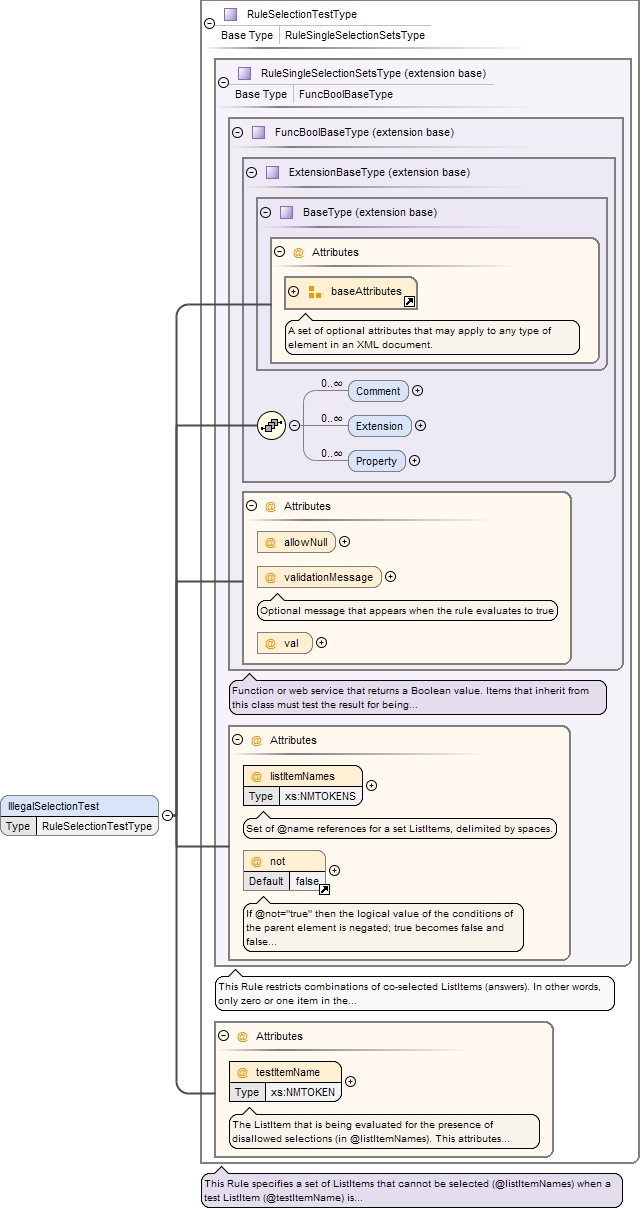 RuleSelectionTestType
Base Type RuleSingleSelectionSetsType
RuleSingleSelectionSetsType (extension base)
Base Type FuncBoolBaseType
FuncBoolBaseType (extension base)
ExtensionBaseType (extension base)
BaseType (extension base)
@ Attributes
baseAttributes
A set of optional attributes that may apply to any type of
element in an XML document.
0..∞ Comment
0..∞ Extension
0..∞ Property
@ Attributes
@ allowNull
@ validationMessage
Optional message that appears when the rule evaluates to true
@ val
Function or web service that returns a Boolean value. Items that inherit from
this class must test the result for being...
@ Attributes
@ listItemNames
Type xs:NMTOKENS
Set of @name references for a set ListItems, delimited by spaces.
IllegalSelectionTest
Type RuleSelectionTestType
@ not
Default false
If @not="true" then the logical value of the conditions of
the parent element is negated; true becomes false and
false...
This Rule restricts combinations of co-selected ListItems (answers). In other words,
only zero or one item in the...
@ Attributes
@ testItemName
Type xs:NMTOKEN
The ListItem that is being evaluated for the presence of
disallowed selections (in @listItemNames). This attributes...
This Rule specifies a set of ListItems that cannot be selected (@listItemNames) when a
test ListItem (@testItemName) is...